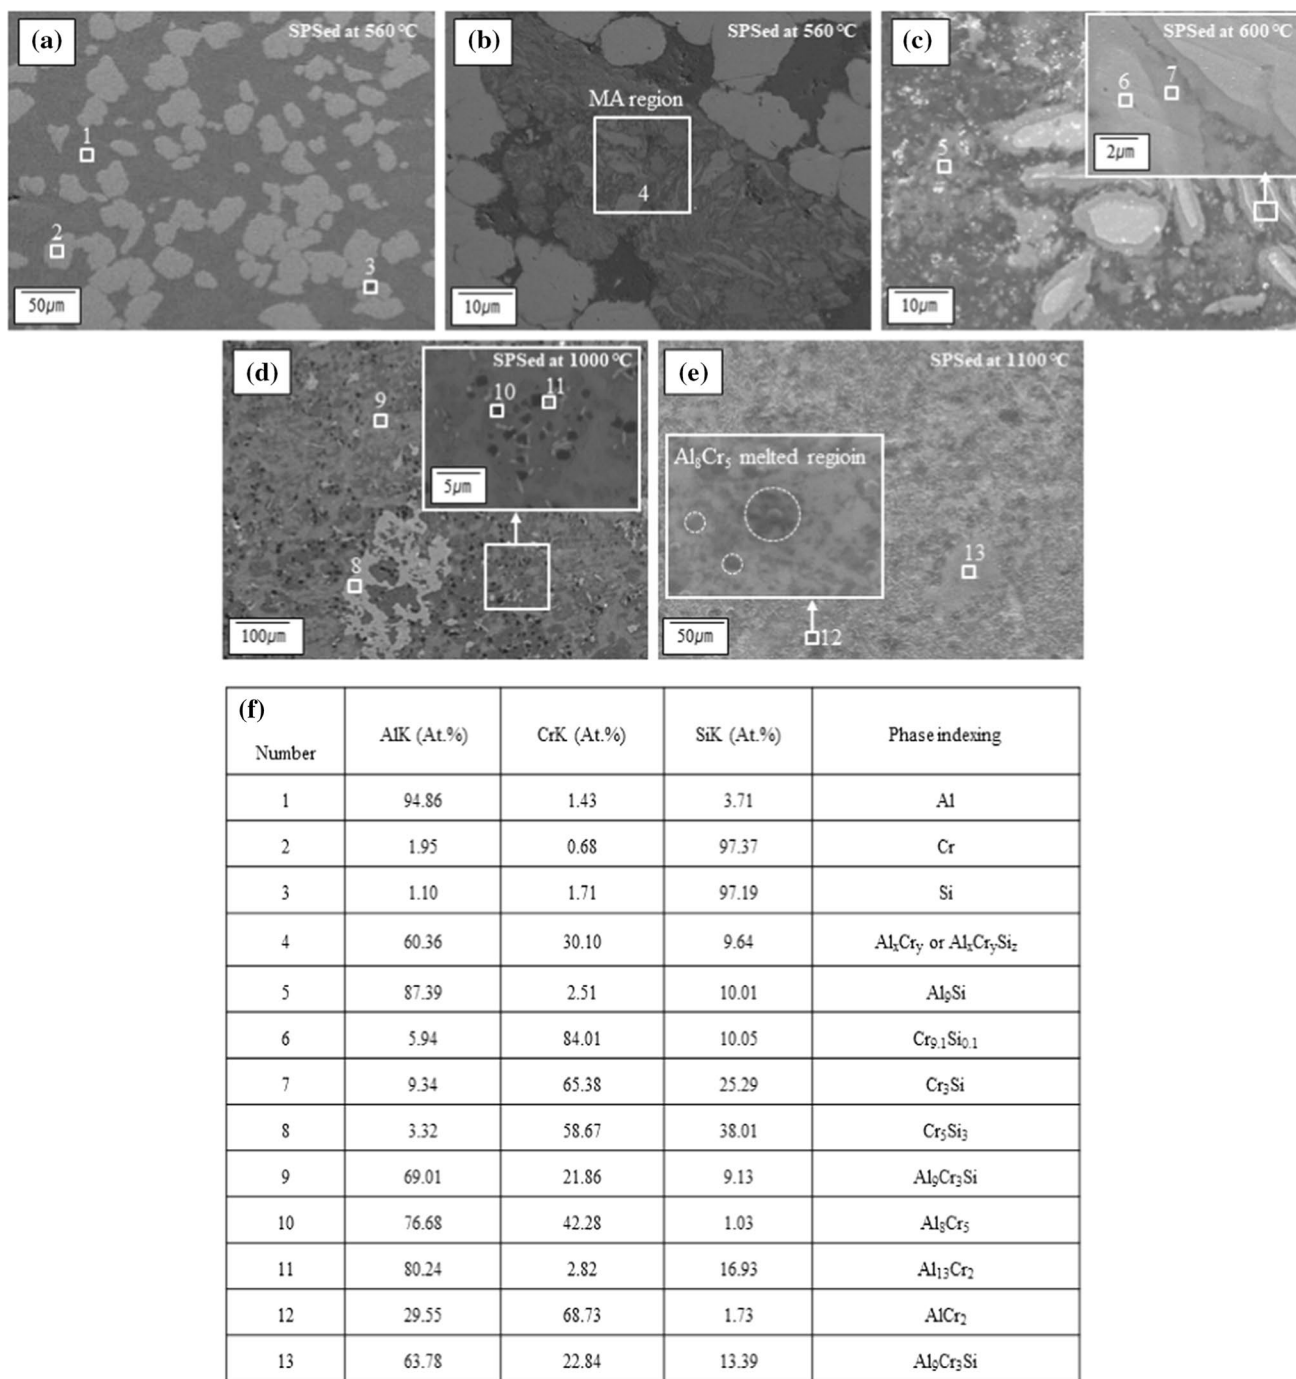 (a) SPSed at 560 °C
1
2
3
50μm
(b) SPSed at 560 °C
MA region
4
10μm
(c) SPSed at 600 °C
6 7
5
2μm
10μm
(d) SPSed at 1000 °C
9
10 11
5μm
8
100μm
(e) SPSed at 1100 °C
Al₈Cr₅ melted regioin
13
12
50μm
(f)
Number AlK (At.%) CrK (At.%) SiK (At.%) Phase indexing
1 94.86 1.43 3.71 Al
2 1.95 0.68 97.37 Cr
3 1.10 1.71 97.19 Si
4 60.36 30.10 9.64 AlₓCrᵧ or AlₓCrᵧSi_z
5 87.39 2.51 10.01 Al₉Si
6 5.94 84.01 10.05 Cr₉.₁Si₀.₁
7 9.34 65.38 25.29 Cr₃Si
8 3.32 58.67 38.01 Cr₅Si₃
9 69.01 21.86 9.13 Al₉Cr₃Si
10 76.68 42.28 1.03 Al₈Cr₅
11 80.24 2.82 16.93 Al₁₃Cr₂
12 29.55 68.73 1.73 AlCr₂
13 63.78 22.84 13.39 Al₉Cr₃Si